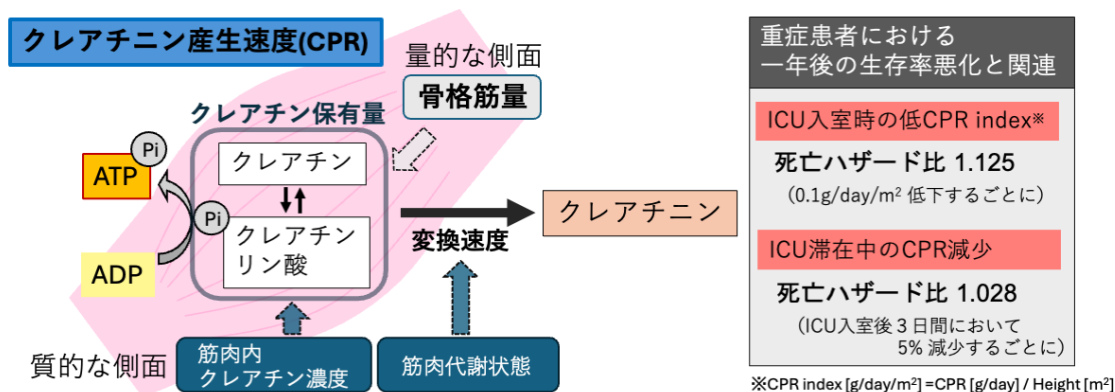 クレアチニン産生速度(CPR)
量的な側面
骨格筋量
クレアチン保有量
クレアチン
クレアチン
リン酸
Pi
ATP
Pi
ADP
変換速度
クレアチニン
質的な側面
筋肉内
クレアチン濃度
筋肉代謝状態
重症患者における
一年後の生存率悪化と関連
ICU入室時の低CPR index※
死亡ハザード比 1.125
（0.1g/day/m² 低下するごとに）
ICU滞在中のCPR減少
死亡ハザード比 1.028
（ICU入室後３日間において
5% 減少するごとに）
※CPR index [g/day/m²] =CPR [g/day] / Height [m²]